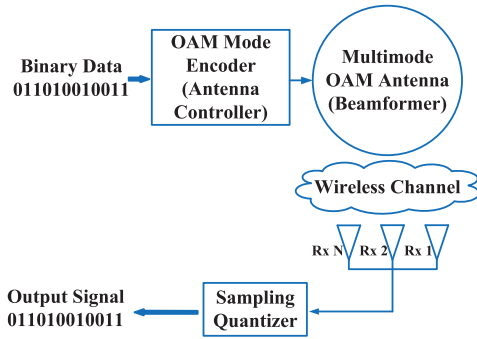 Binary Data
011010010011
OAM Mode
Encoder
(Antenna
Controller)
Multimode
OAM Antenna
(Beamformer)
Wireless Channel
Rx N Rx 2 Rx 1
Output Signal
011010010011
Sampling
Quantizer